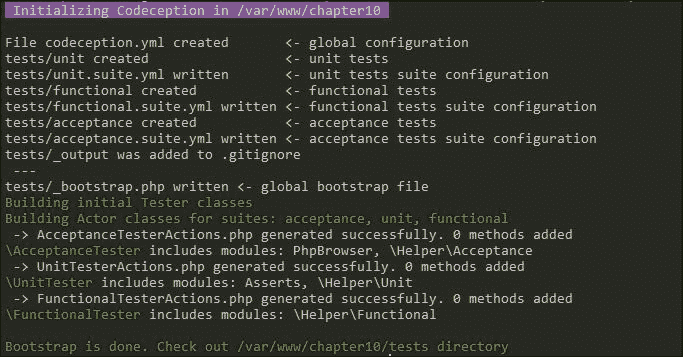 Initializing Codeception in /var/www/chapter10
File codeception.yml created       <- global configuration
tests/unit created                 <- unit tests
tests/unit.suite.yml written       <- unit tests suite configuration
tests/functional created           <- functional tests
tests/functional.suite.yml written <- functional tests suite configuration
tests/acceptance created           <- acceptance tests
tests/acceptance.suite.yml written <- acceptance tests suite configuration
tests/_output was added to .gitignore
---
tests/_bootstrap.php written <- global bootstrap file
Building initial Tester classes
Building Actor classes for suites: acceptance, unit, functional
-> AcceptanceTesterActions.php generated successfully. 0 methods added
\AcceptanceTester includes modules: PhpBrowser, \Helper\Acceptance
-> UnitTesterActions.php generated successfully. 0 methods added
\UnitTester includes modules: Asserts, \Helper\Unit
-> FunctionalTesterActions.php generated successfully. 0 methods added
\FunctionalTester includes modules: \Helper\Functional
Bootstrap is done. Check out /var/www/chapter10/tests directory